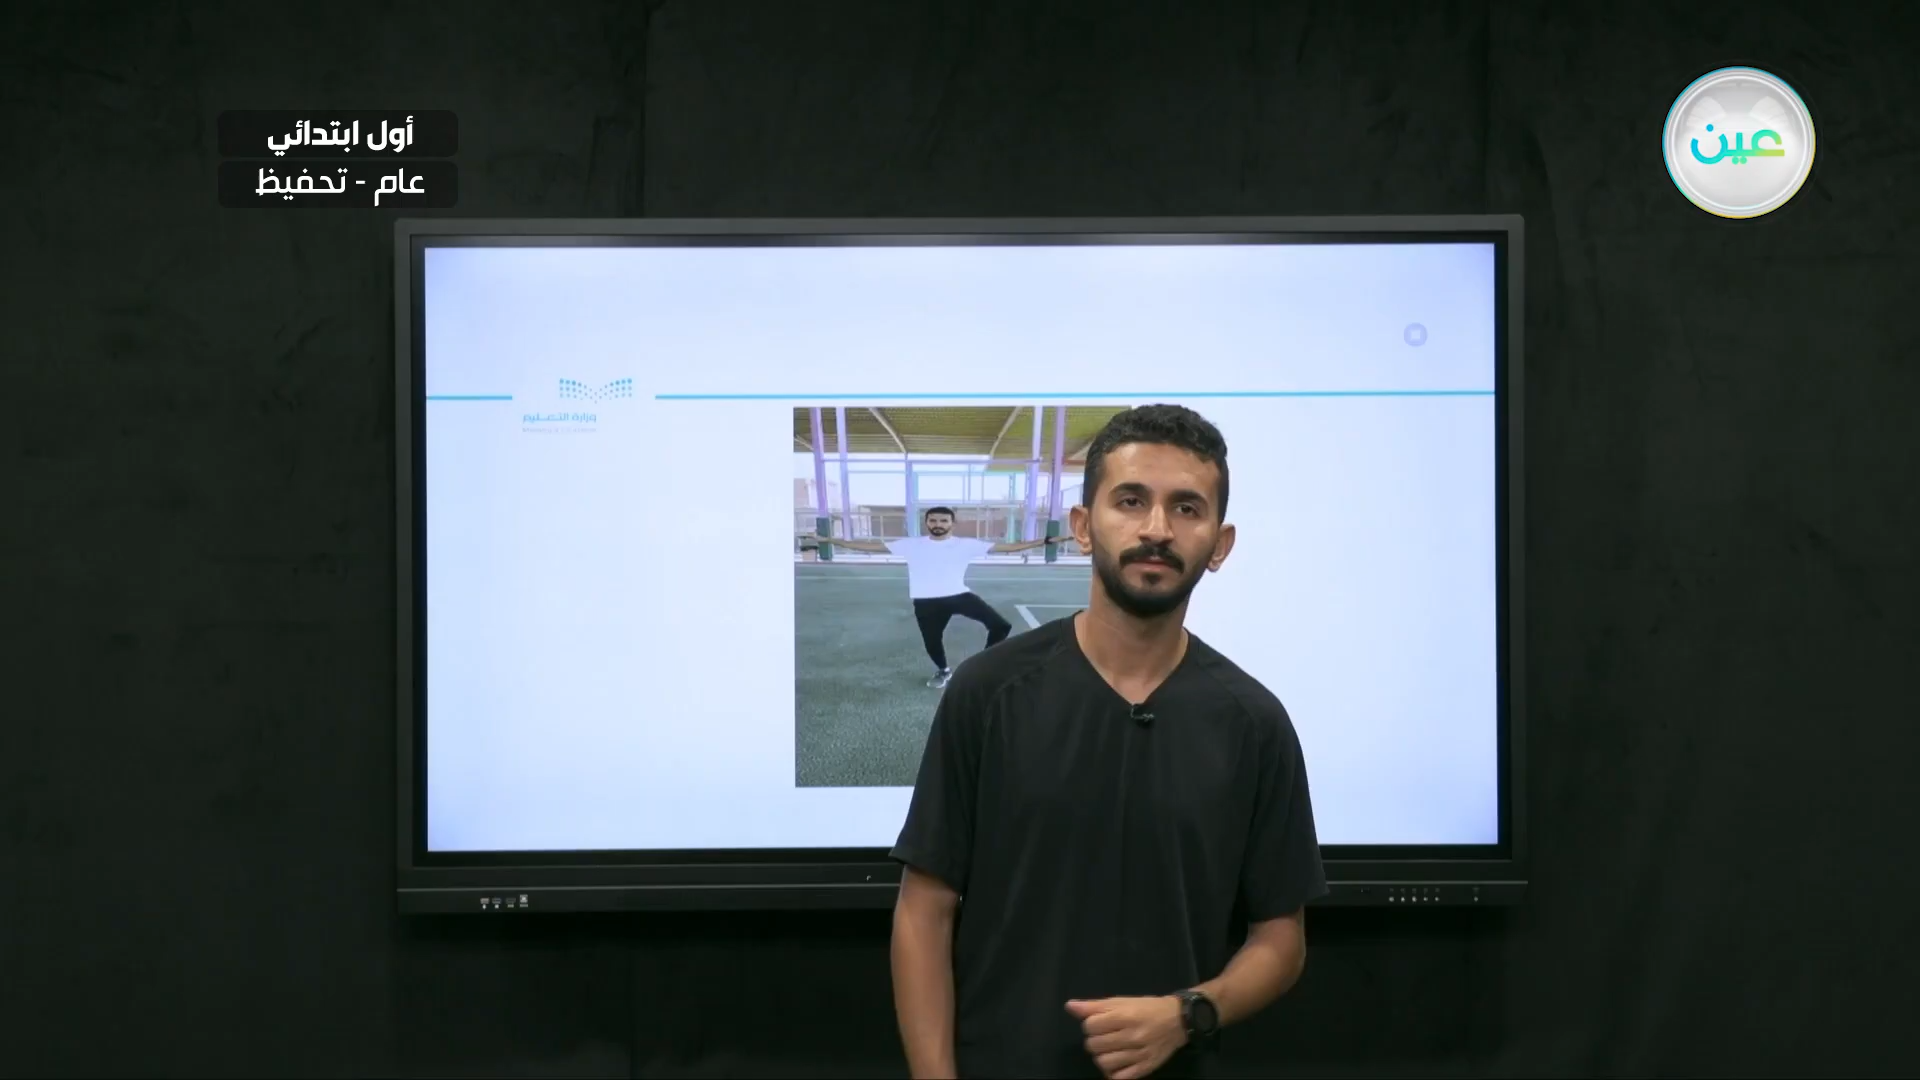 أول ابتدائي
عام - تحفيظ
عين
وزارة التعليم